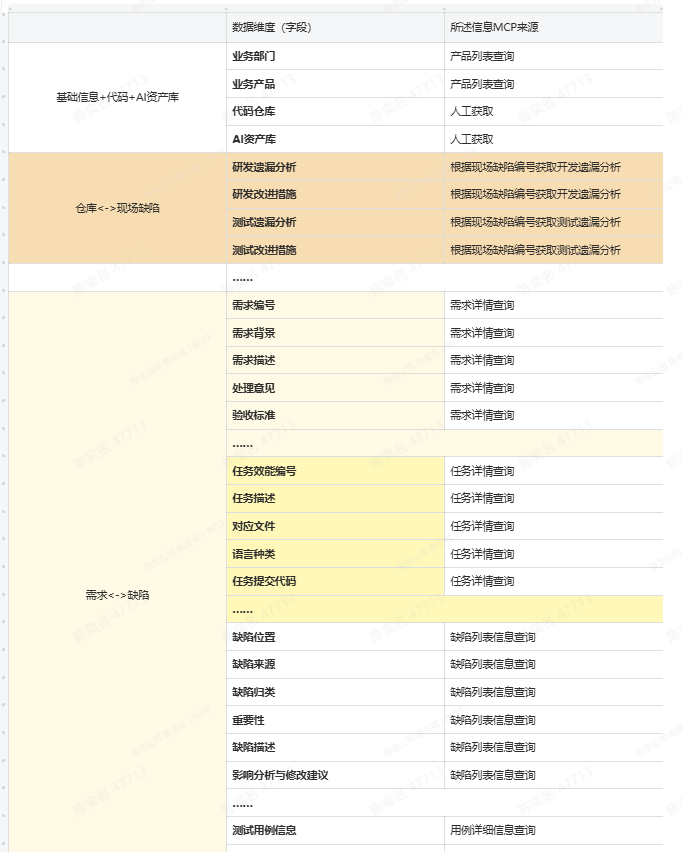 数据维度（字段） 所述信息MCP来源
业务部门 产品列表查询
业务产品 产品列表查询
基础信息+代码+AI资产库
代码仓库 人工获取
AI资产库 人工获取
研发遗漏分析 根据现场缺陷编号获取开发遗漏分析
研发改进措施 根据现场缺陷编号获取开发遗漏分析
仓库<->现场缺陷
测试遗漏分析 根据现场缺陷编号获取测试遗漏分析
测试改进措施 根据现场缺陷编号获取测试遗漏分析
……
需求编号 需求详情查询
需求背景 需求详情查询
需求描述 需求详情查询
处理意见 需求详情查询
验收标准 需求详情查询
……
任务效能编号 任务详情查询
任务描述 任务详情查询
对应文件 任务详情查询
语言种类 任务详情查询
任务提交代码 任务详情查询
需求<->缺陷
……
缺陷位置 缺陷列表信息查询
缺陷来源 缺陷列表信息查询
缺陷归类 缺陷列表信息查询
重要性 缺陷列表信息查询
缺陷描述 缺陷列表信息查询
影响分析与修改建议 缺陷列表信息查询
……
测试用例信息 用例详细信息查询